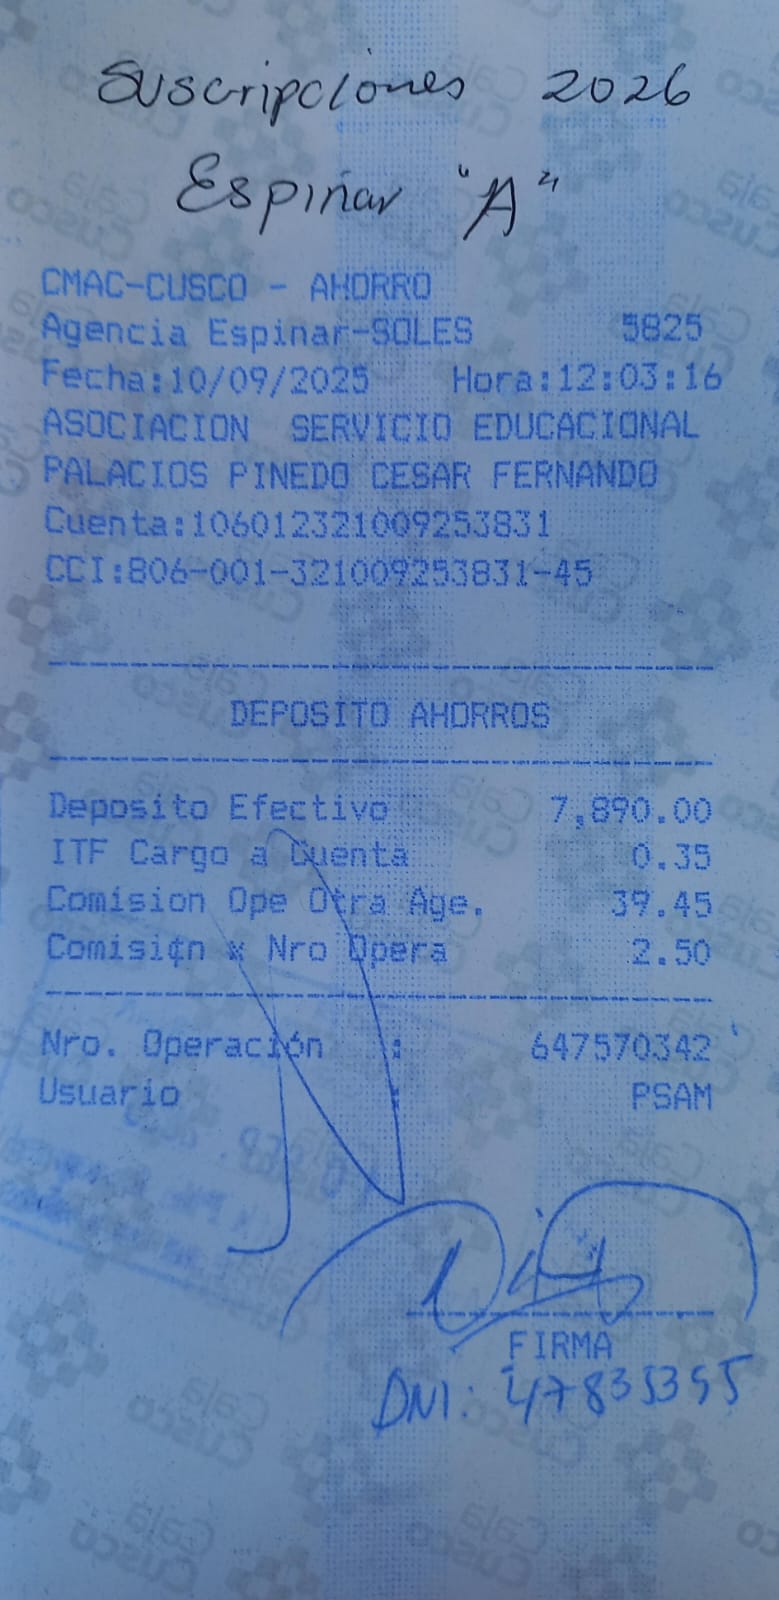 Suscripciones 2026
Espinar "A"
CMAC-CUSCO - AHORRO
Agencia Espinar-SOLES 5825
Fecha:10/09/2025 Hora:12:03:16
ASOCIACION SERVICIO EDUCACIONAL
PALACIOS PINEDO CESAR FERNANDO
Cuenta:106012321009253831
CCI:806-001-321009253831-45
DEPOSITO AHORROS
Deposito Efectivo 7,890.00
ITF Cargo a Cuenta 0.35
Comision Ope Otra Age. 39.45
Comisión x Nro Opera 2.50
Nro. Operación : 647570342
Usuario : PSAM
FIRMA
DNI: 47835395